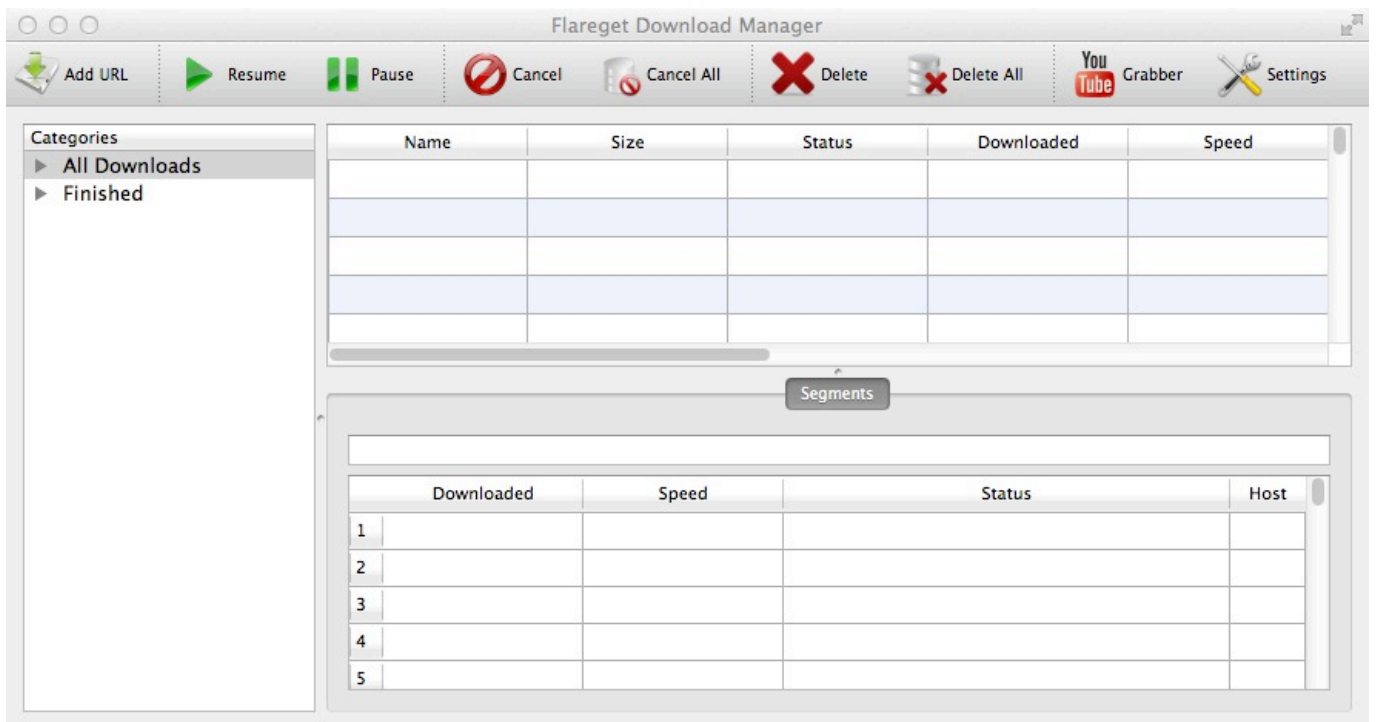 Flareget Download Manager
Add URL Resume Pause Cancel Cancel All Delete Delete All You Tube Grabber Settings
Categories
All Downloads
Finished
Name Size Status Downloaded Speed
Segments
Downloaded Speed Status Host
1
2
3
4
5